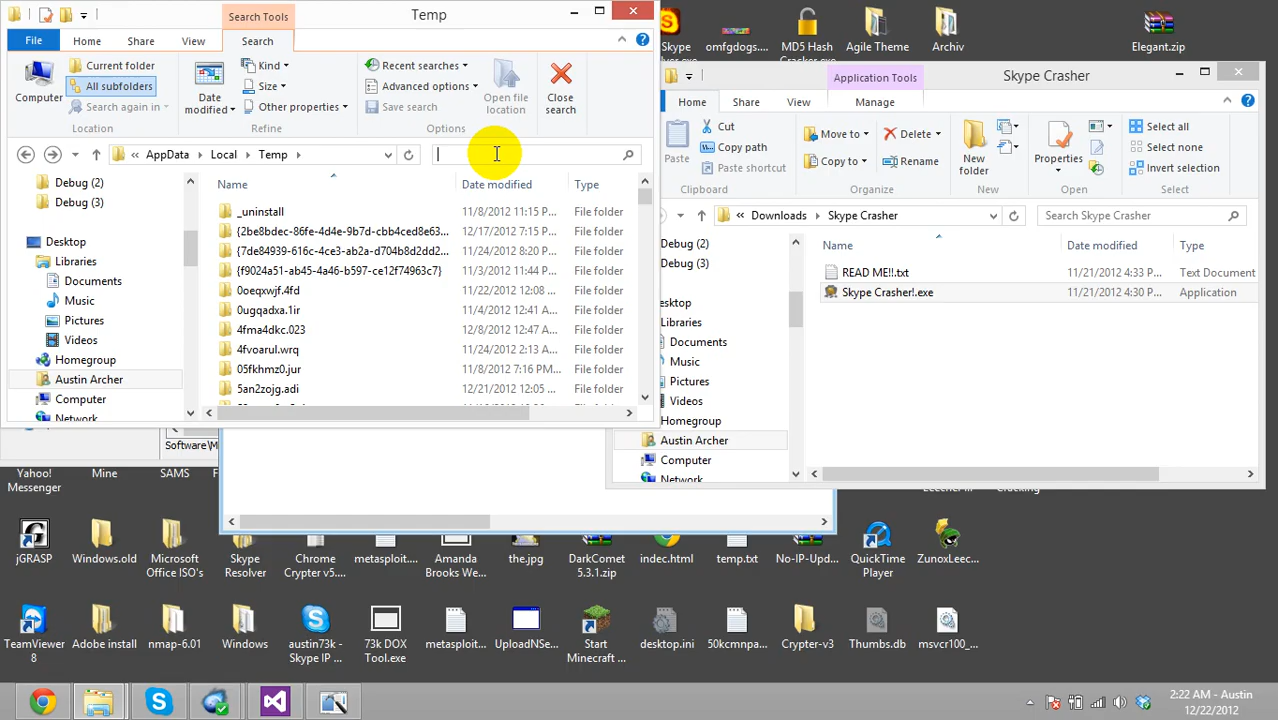 Search Tools
Temp
File
Home
Share
View
Search
Computer
Current folder
All subfolders
Search again
Location
Date modified
Kind
Size
Other properties
Refine
Recent searches
Advanced options
Save search
Open file location
Options
Close search
AppData
Local
Temp
Debug (2)
Debug (3)
Desktop
Libraries
Documents
Music
Pictures
Videos
Homegroup
Austin Archer
Computer
Network
Name
Date modified
Type
_uninstall 11/8/2012 11:15 P... File folder
{2be8bdec-86fe-4d4e-9b7d-cbb4ced8e63... 12/17/2012 7:15 P... File folder
{7de84939-616c-4ce3-ab2a-d704b8d2dd2... 11/24/2012 8:20 P... File folder
{f9024a51-ab45-4a46-b597-ce12f74963c7} 11/3/2012 11:44 P... File folder
0oeqxwjf.4fd 11/22/2012 12:08 ... File folder
0ugqadxa.1ir 11/4/2012 12:41 A... File folder
4fma4dkc.023 12/8/2012 12:47 A... File folder
4fvoarul.wrq 11/24/2012 2:13 A... File folder
05fkhmz0.jur 11/8/2012 7:16 PM... File folder
5an2zojg.adi 12/21/2012 12:05 ... File folder
Software\M
Skype
omfgdogs....
MD5 Hash
Cracker.exe
Agile Theme
Archiv
Elegant.zip
Application Tools
Skype Crasher
Home
Share
View
Manage
Paste
Cut
Copy path
Paste shortcut
Clipboard
Move to
Copy to
Delete
Rename
Organize
New folder
New
Properties
Open
Select all
Select none
Invert selection
Select
Downloads
Skype Crasher
Search Skype Crasher
Debug (2)
Debug (3)
esktop
Libraries
Documents
Music
Pictures
Videos
Homegroup
Austin Archer
Computer
Network
Name
Date modified
Type
READ ME!!.txt 11/21/2012 4:33 P... Text Document
Skype Crasher!.exe 11/21/2012 4:30 P... Application
Yahoo! Messenger
Mine
SAMS
Cracking
jGRASP
Windows.old
Microsoft Office ISO's
Skype Resolver
Chrome Crypter v5....
metasploit...
Amanda Brooks We...
the.jpg
DarkComet 5.3.1.zip
indec.html
temp.txt
No-IP-Upd...
QuickTime Player
ZunoxLeec...
TeamViewer 8
Adobe install
nmap-6.01
Windows
austin73k - Skype IP ...
73k DOX Tool.exe
metasploit...
UploadNSe...
Start Minecraft ...
desktop.ini
50kcmnpa...
Crypter-v3
Thumbs.db
msvcr100_...
2:22 AM - Austin
12/22/2012